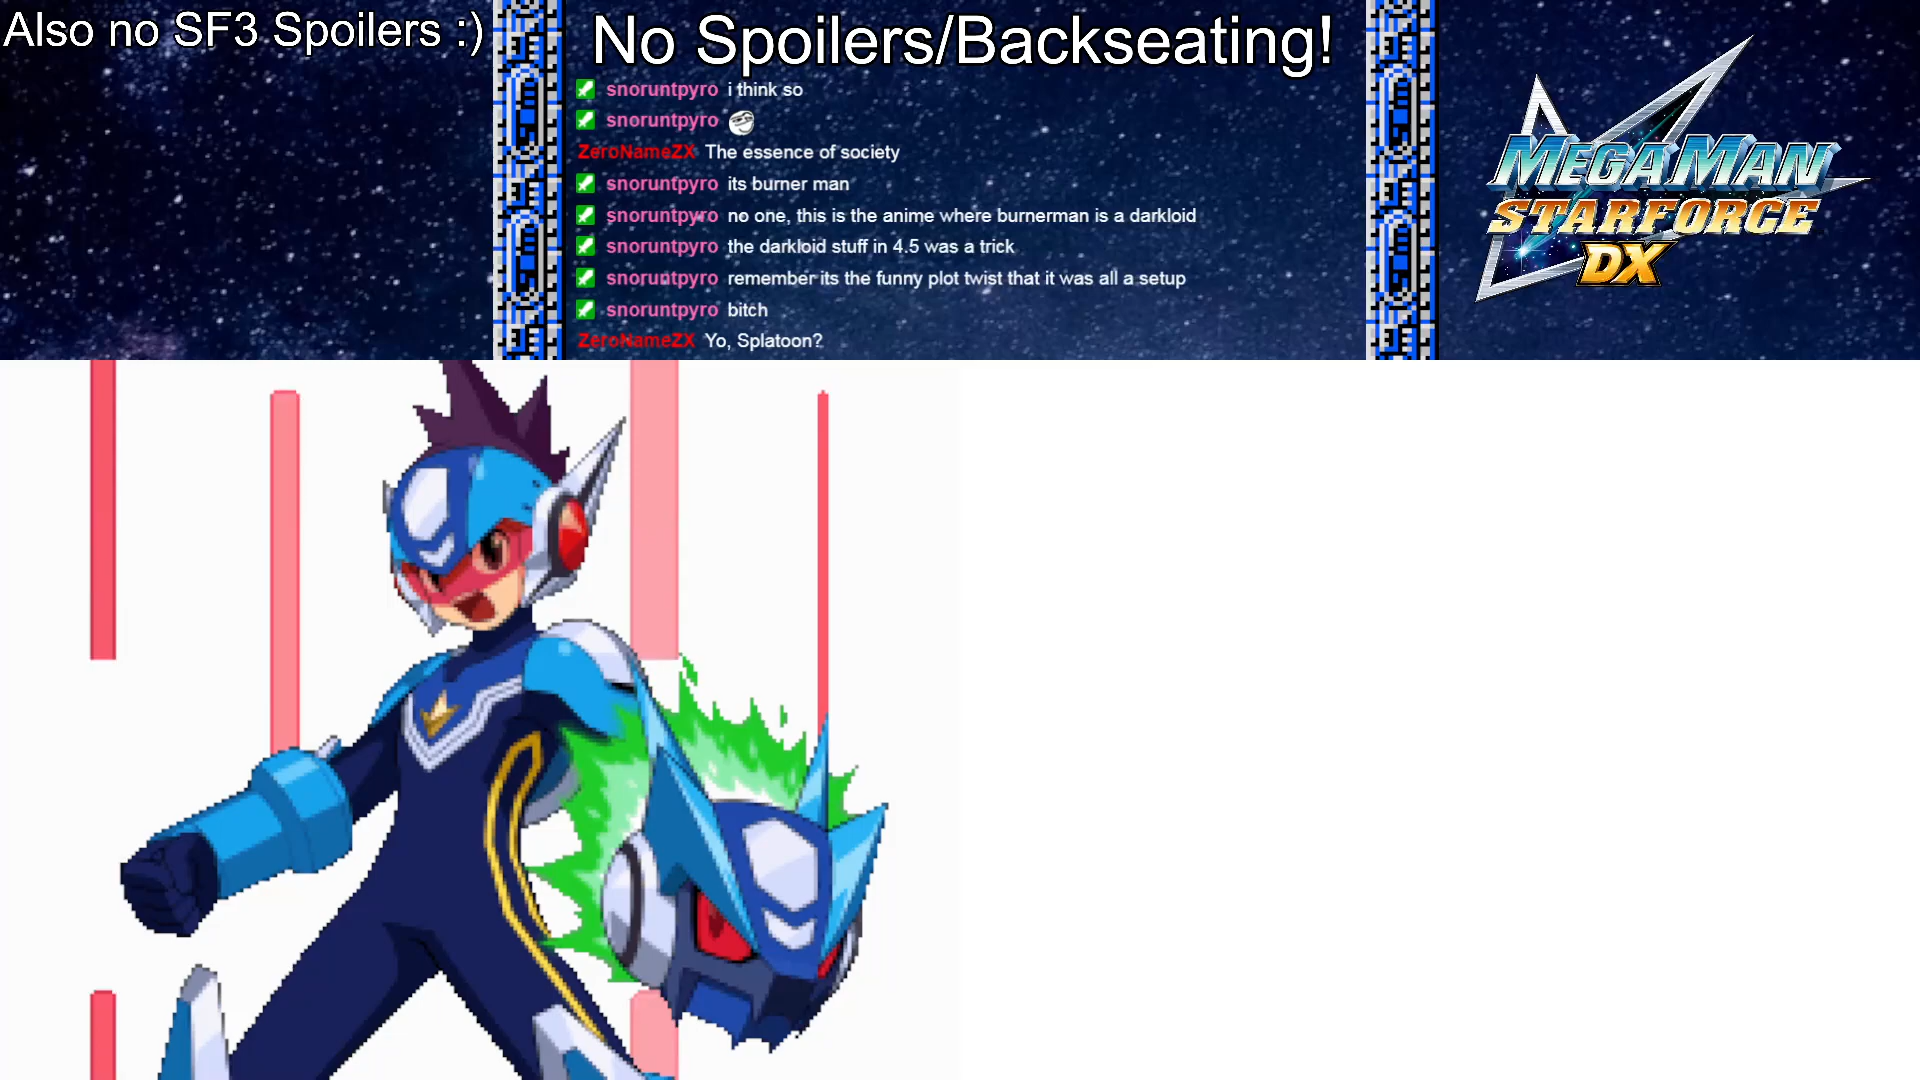 Also no SF3 Spoilers :)
No Spoilers/Backseating!
snoruntpyro i think so
snoruntpyro
ZeroNameZX The essence of society
snoruntpyro its burner man
snoruntpyro no one, this is the anime where burnerman is a darkloid
snoruntpyro the darkloid stuff in 4.5 was a trick
snoruntpyro remember its the funny plot twist that it was all a setup
snoruntpyro bitch
ZeroNameZX Yo, Splatoon?
MEGA MAN
STARFORCE
DX